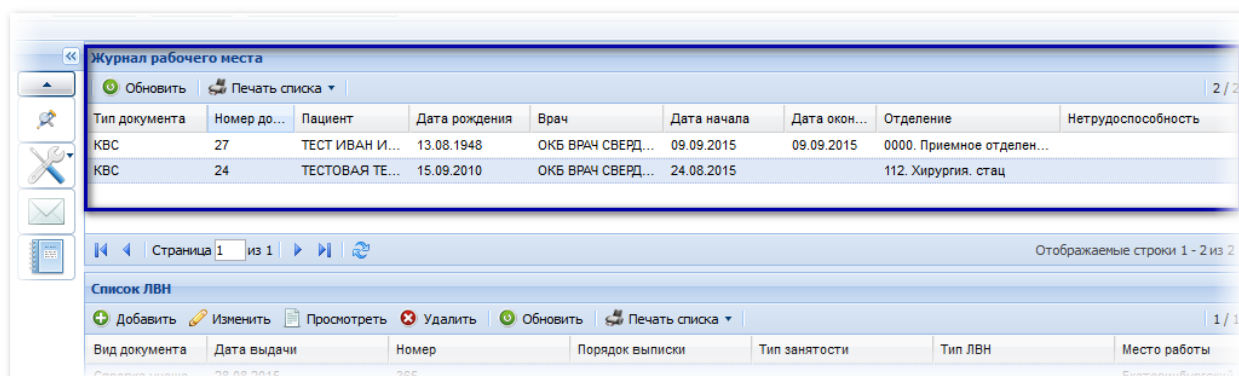 Журнал рабочего места
Обновить Печать списка 2 / 2
Тип документа Номер до... Пациент Дата рождения Врач Дата начала Дата окон... Отделение Нетрудоспособность
КВС 27 ТЕСТ ИВАН И... 13.08.1948 ОКБ ВРАЧ СВЕРД... 09.09.2015 09.09.2015 0000. Приемное отделен...
КВС 24 ТЕСТОВАЯ ТЕ... 15.09.2010 ОКБ ВРАЧ СВЕРД... 24.08.2015 112. Хирургия. стац
Страница 1 из 1 Отображаемые строки 1 - 2 из 2
Список ЛВН
Добавить Изменить Просмотреть Удалить Обновить Печать списка 1 / 1
Вид документа Дата выдачи Номер Порядок выписки Тип занятости Тип ЛВН Место работы
28.08.2015 365